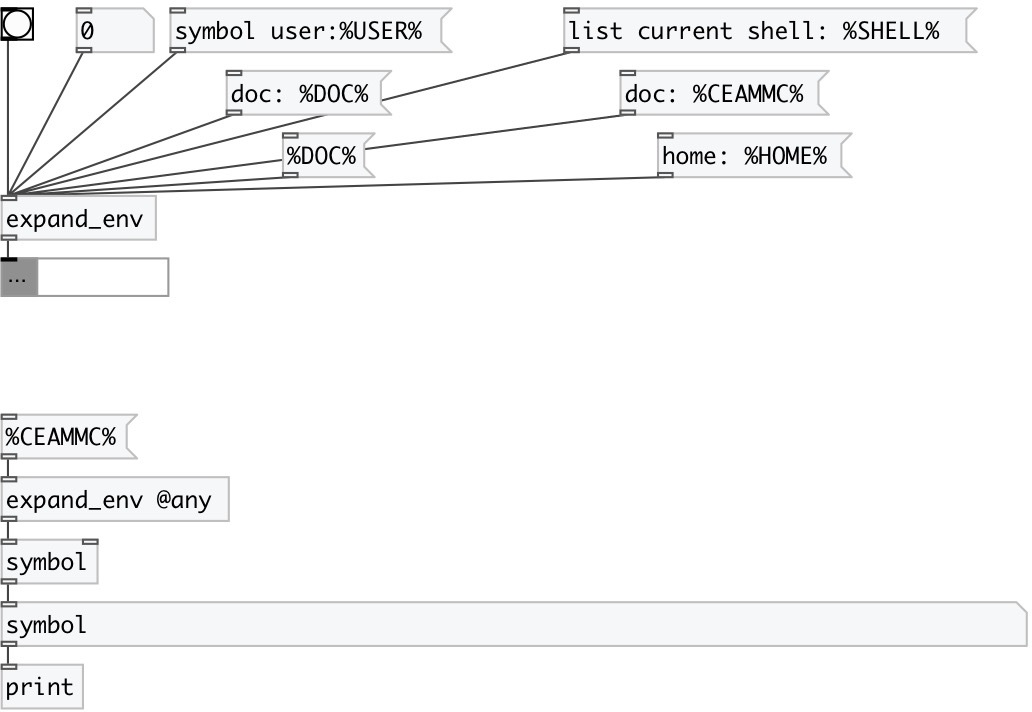 0
symbol user:%USER%
list current shell: %SHELL%
doc: %DOC%
doc: %CEAMMC%
%DOC%
home: %HOME%
expand_env
...
%CEAMMC%
expand_env @any
symbol
symbol
print